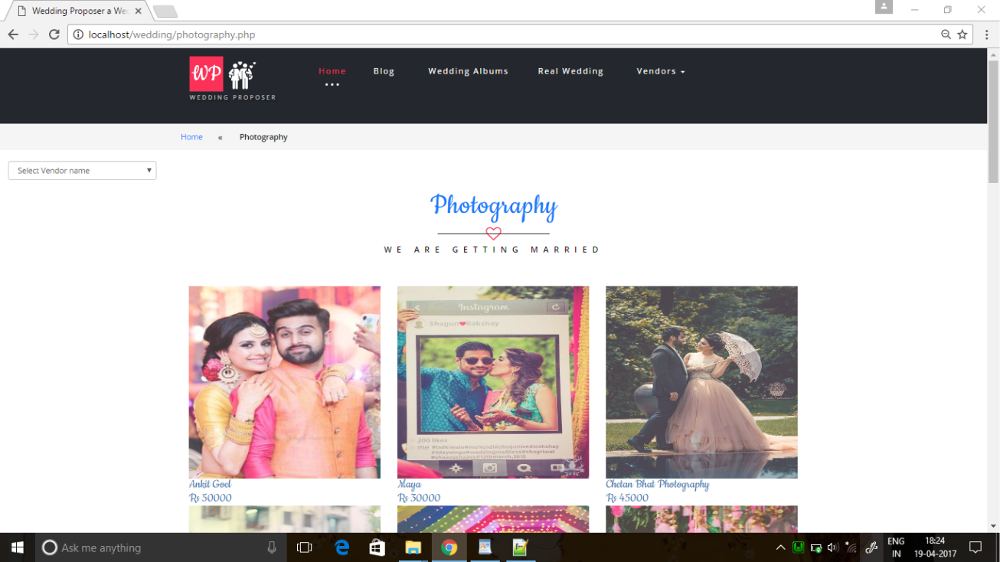 Wedding Proposer a We
localhost/wedding/photography.php
WP
WEDDING PROPOSER
Home
Blog
Wedding Albums
Real Wedding
Vendors
Home « Photography
Select Vendor name
Photography
WE ARE GETTING MARRIED
Instagram
Shagun❤Rakshay
200 likes
me
Ankit Goel
Rs 50000
Maya
Rs 30000
Chetan Bhat Photography
Rs 45000
Ask me anything
ENG
IN
18:24
19-04-2017